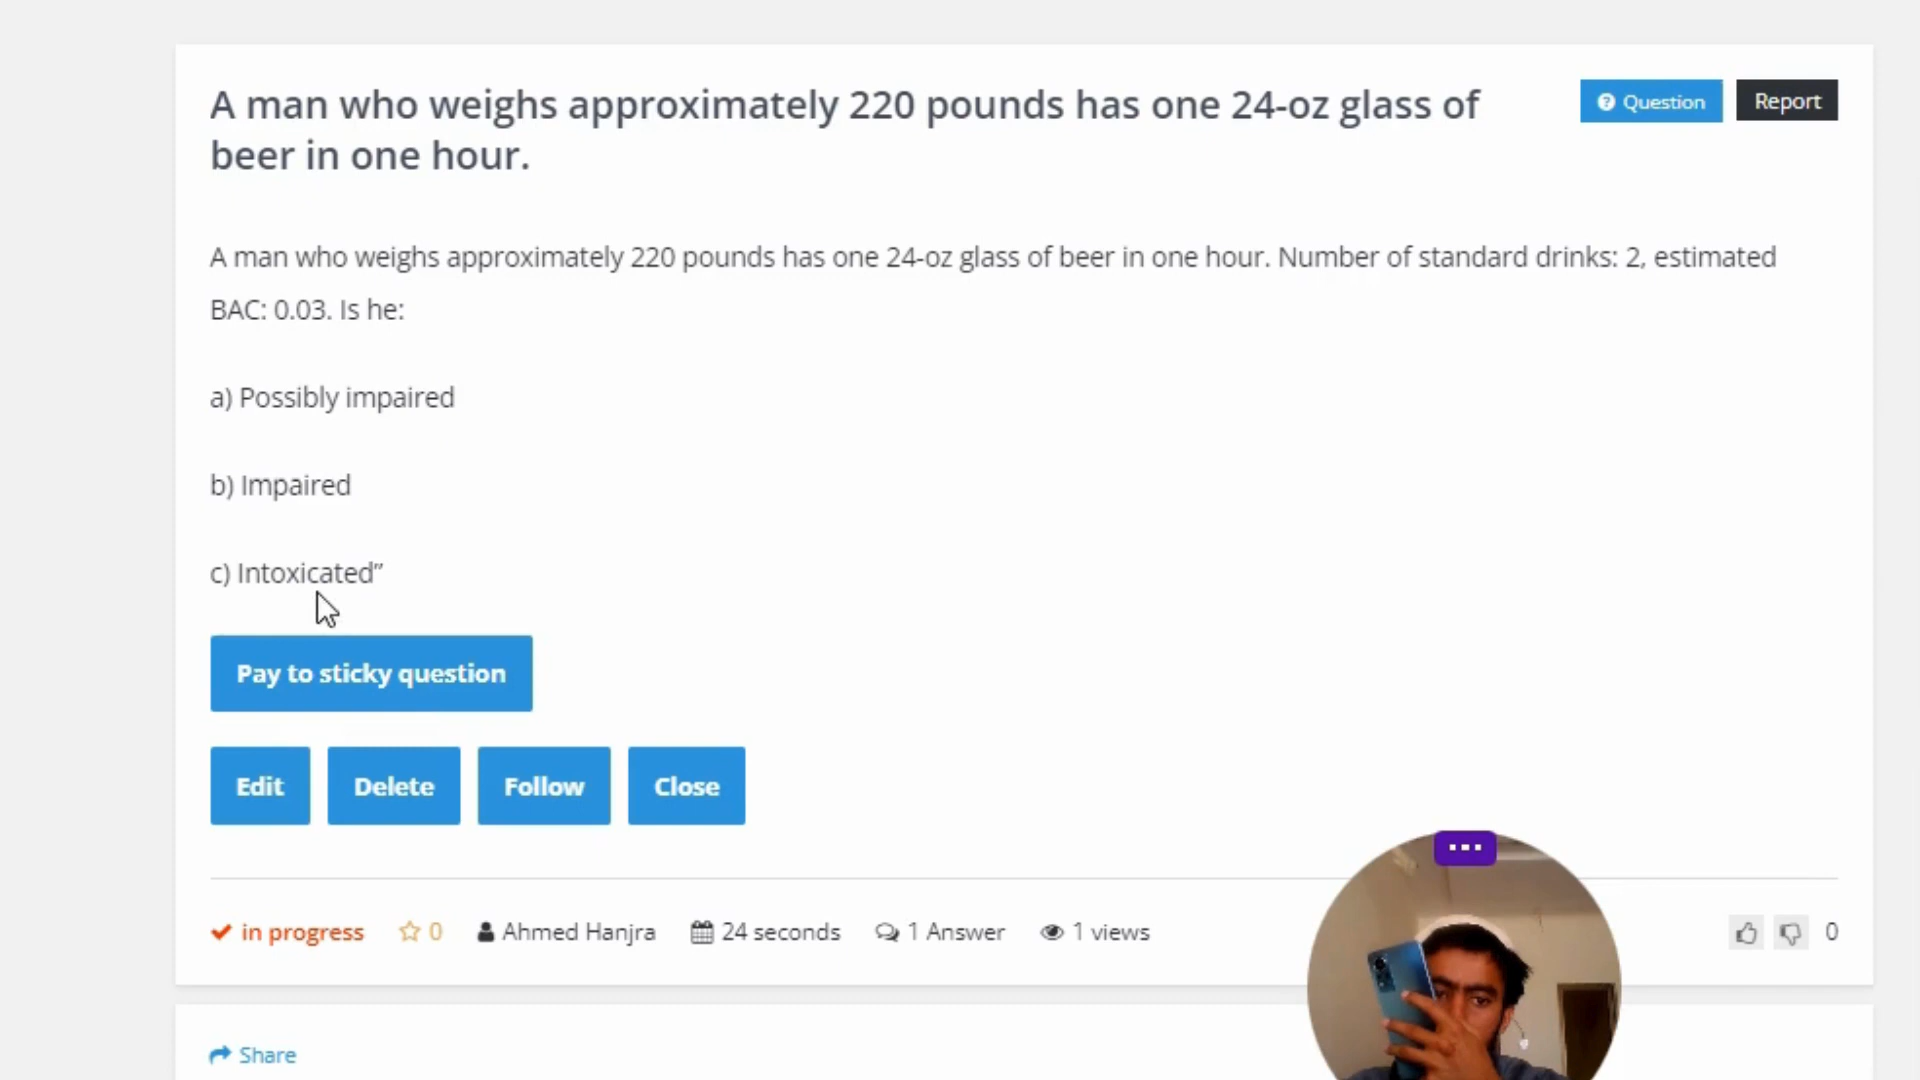 A man who weighs approximately 220 pounds has one 24-oz glass of
beer in one hour.
Question
Report
A man who weighs approximately 220 pounds has one 24-oz glass of beer in one hour. Number of standard drinks: 2, estimated
BAC: 0.03. Is he:
a) Possibly impaired
b) Impaired
c) Intoxicated”
Pay to sticky question
Edit Delete Follow Close
in progress 0 Ahmed Hanjra 24 seconds 1 Answer 1 views 0
Share